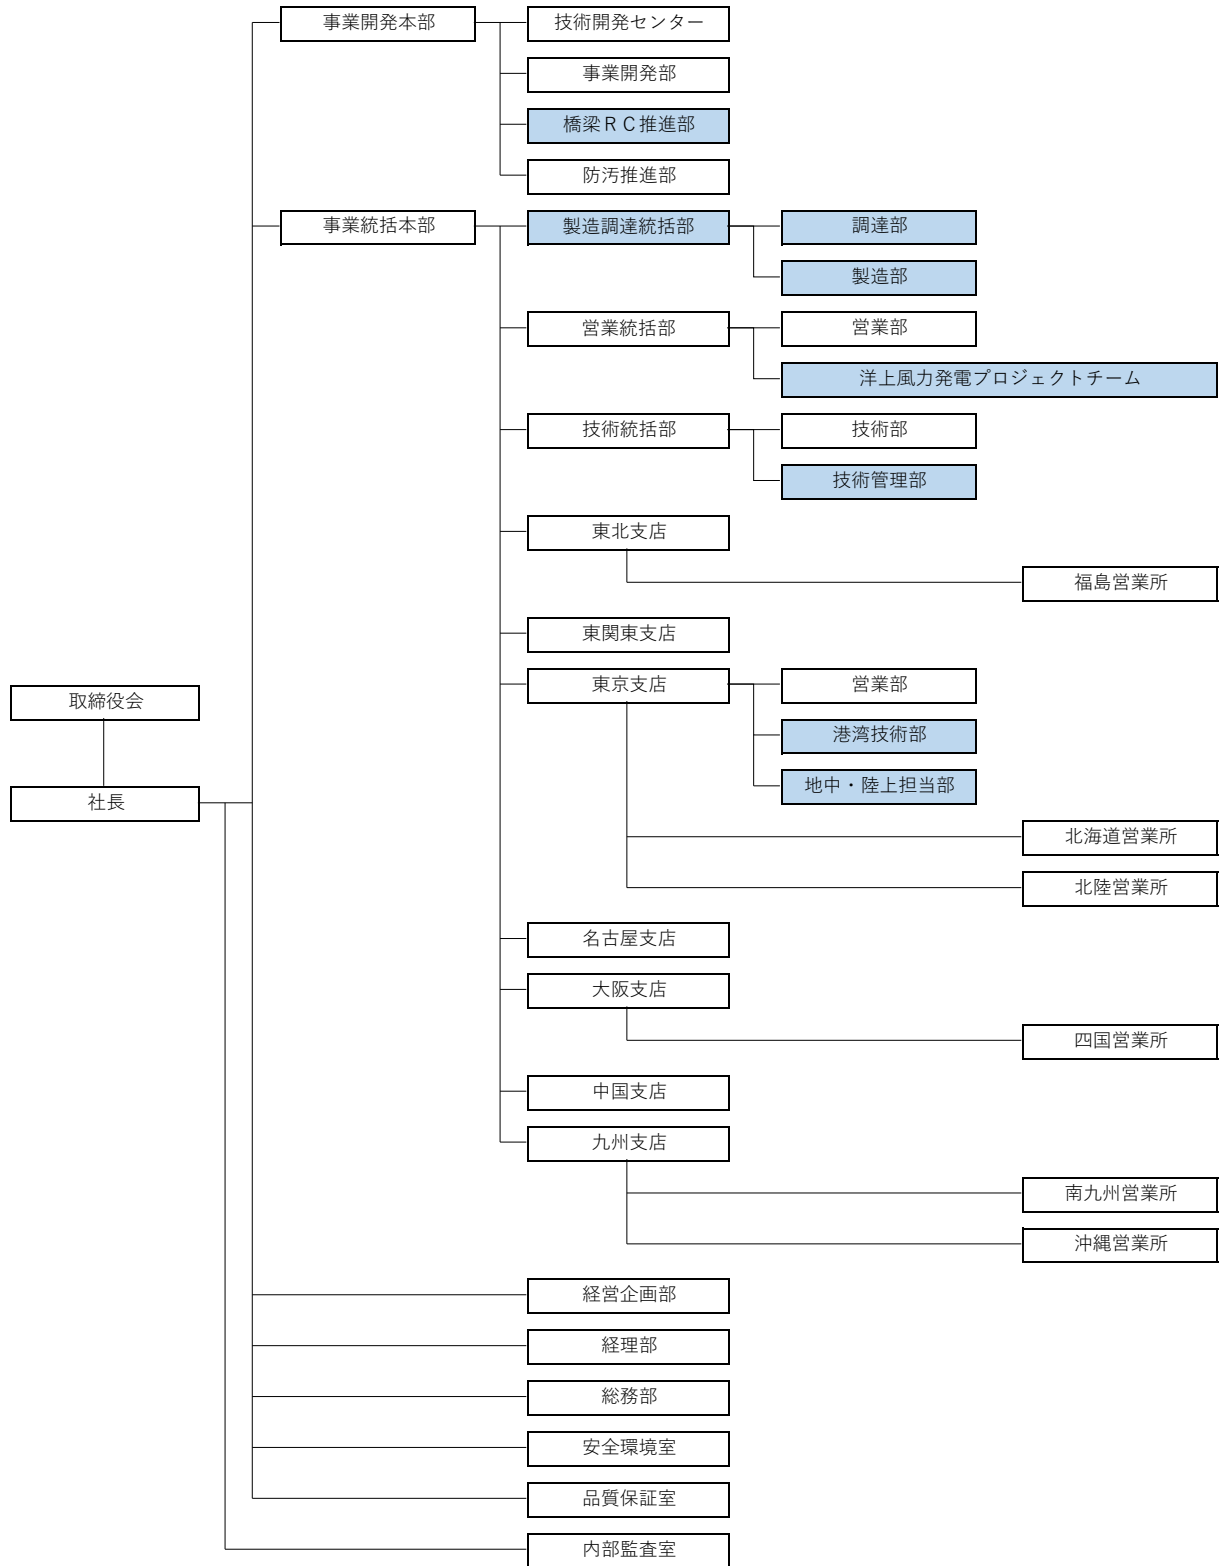 事業開発本部
技術開発センター
事業開発部
橋梁ＲＣ推進部
防汚推進部
事業統括本部
製造調達統括部
調達部
製造部
営業統括部
営業部
洋上風力発電プロジェクトチーム
技術統括部
技術部
技術管理部
東北支店
福島営業所
東関東支店
取締役会
東京支店
営業部
港湾技術部
社長
地中・陸上担当部
北海道営業所
北陸営業所
名古屋支店
大阪支店
四国営業所
中国支店
九州支店
南九州営業所
沖縄営業所
経営企画部
経理部
総務部
安全環境室
品質保証室
内部監査室